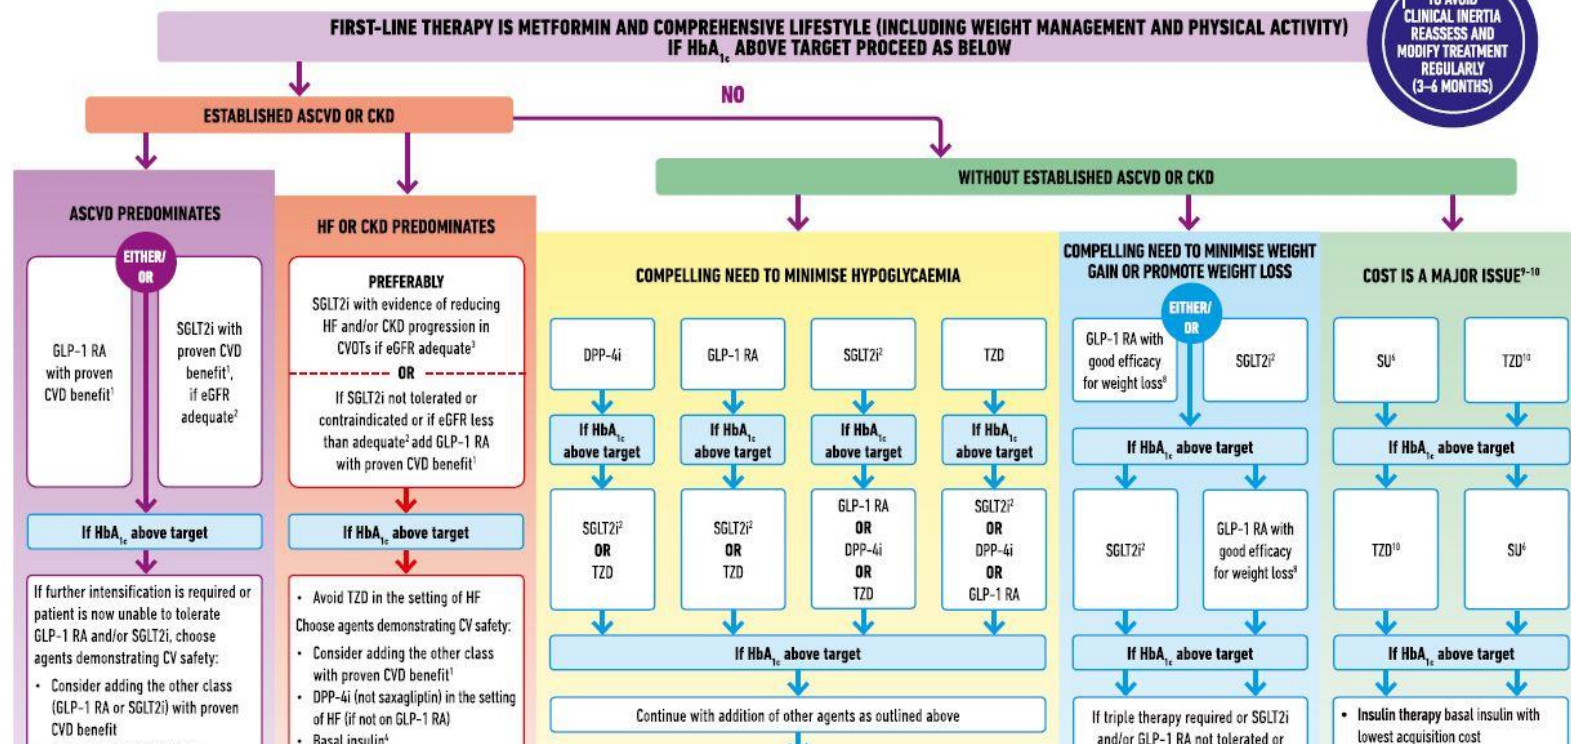 FIRST-LINE THERAPY IS METFORMIN AND COMPREHENSIVE LIFESTYLE (INCLUDING WEIGHT MANAGEMENT AND PHYSICAL ACTIVITY)
IF HbA1c ABOVE TARGET PROCEED AS BELOW
TO AVOID
CLINICAL INERTIA
REASSESS AND
MODIFY TREATMENT
REGULARLY
(3–6 MONTHS)
NO
ESTABLISHED ASCVD OR CKD
WITHOUT ESTABLISHED ASCVD OR CKD
ASCVD PREDOMINATES
EITHER/
OR
GLP-1 RA
with proven
CVD benefit¹
SGLT2i with
proven CVD
benefit¹,
if eGFR
adequate²
If HbA1c above target
If further intensification is required or
patient is now unable to tolerate
GLP-1 RA and/or SGLT2i, choose
agents demonstrating CV safety:
• Consider adding the other class
(GLP-1 RA or SGLT2i) with proven
CVD benefit
HF OR CKD PREDOMINATES
PREFERABLY
SGLT2i with evidence of reducing
HF and/or CKD progression in
CVOTs if eGFR adequate³
OR
If SGLT2i not tolerated or
contraindicated or if eGFR less
than adequate² add GLP-1 RA
with proven CVD benefit¹
If HbA1c above target
• Avoid TZD in the setting of HF
Choose agents demonstrating CV safety:
• Consider adding the other class
with proven CVD benefit¹
• DPP-4i (not saxagliptin) in the setting
of HF (if not on GLP-1 RA)
• Basal insulin⁴
COMPELLING NEED TO MINIMISE HYPOGLYCAEMIA
DPP-4i
If HbA1c
above target
SGLT2i²
OR
TZD
GLP-1 RA
If HbA1c
above target
SGLT2i²
OR
TZD
SGLT2i²
If HbA1c
above target
GLP-1 RA
OR
DPP-4i
OR
TZD
TZD
If HbA1c
above target
SGLT2i²
OR
DPP-4i
OR
GLP-1 RA
If HbA1c above target
Continue with addition of other agents as outlined above
COMPELLING NEED TO MINIMISE WEIGHT
GAIN OR PROMOTE WEIGHT LOSS
EITHER/
OR
GLP-1 RA with
good efficacy
for weight loss⁸
SGLT2i²
If HbA1c above target
SGLT2i²
GLP-1 RA with
good efficacy
for weight loss⁸
If HbA1c above target
If triple therapy required or SGLT2i
and/or GLP-1 RA not tolerated or
COST IS A MAJOR ISSUE⁹⁻¹⁰
SU⁶
TZD¹⁰
If HbA1c above target
TZD¹⁰
SU⁶
If HbA1c above target
• Insulin therapy basal insulin with
lowest acquisition cost